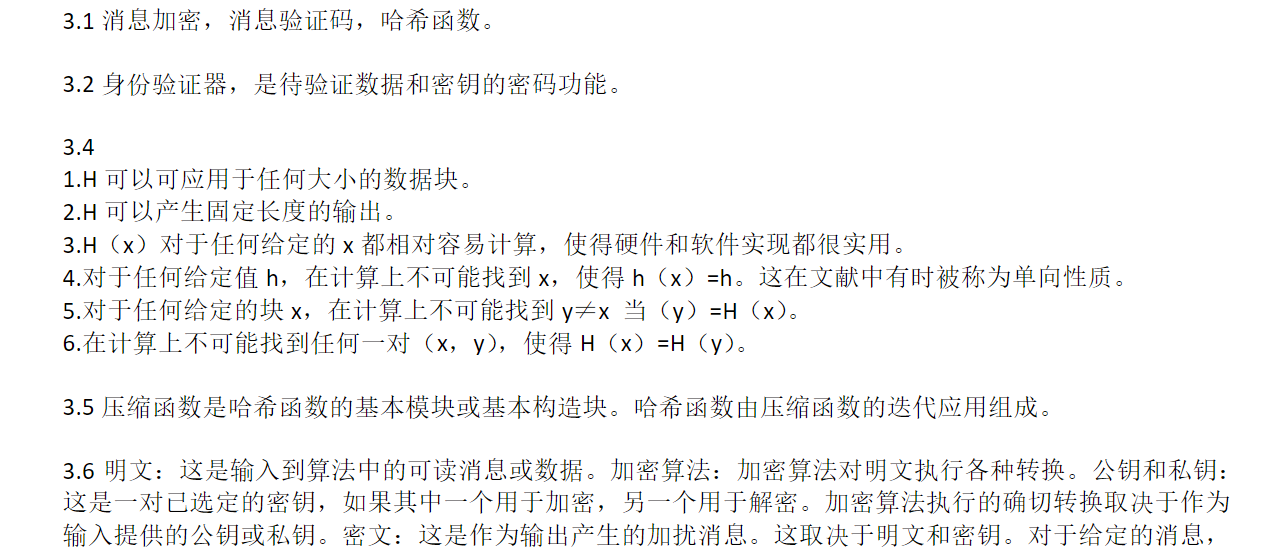 3.1 消息加密，消息验证码，哈希函数。
3.2 身份验证器，是待验证数据和密钥的密码功能。
3.4
1.H 可以可应用于任何大小的数据块。
2.H 可以产生固定长度的输出。
3.H（x）对于任何给定的 x 都相对容易计算，使得硬件和软件实现都很实用。
4.对于任何给定值 h，在计算上不可能找到 x，使得 h（x）=h。这在文献中有时被称为单向性质。
5.对于任何给定的块 x，在计算上不可能找到 y≠x 当（y）=H（x）。
6.在计算上不可能找到任何一对（x，y），使得 H（x）=H（y）。
3.5 压缩函数是哈希函数的基本模块或基本构造块。哈希函数由压缩函数的迭代应用组成。
3.6 明文：这是输入到算法中的可读消息或数据。加密算法：加密算法对明文执行各种转换。公钥和私钥：
这是一对已选定的密钥，如果其中一个用于加密，另一个用于解密。加密算法执行的确切转换取决于作为
输入提供的公钥或私钥。密文：这是作为输出产生的加扰消息。这取决于明文和密钥。对于给定的消息，